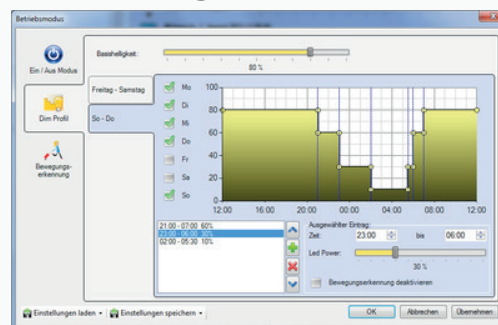 Betriebsmodus
Basishelligkeit:
80 %
Ein / Aus Modus
Dim Profil
Bewegungs-
erkennung
Freitag - Samstag
So - Do
Mo
Di
Mi
Do
Fr
Sa
So
100
80
60
40
20
0
12:00 16:00 20:00 00:00 04:00 08:00 12:00
21:00 - 07:00 60%
23:00 - 06:00 30%
02:00 - 05:30 10%
Ausgewählter Eintrag:
Zeit: 23:00 bis 06:00
Led Power:
30 %
Bewegungserkennung deaktivieren
Einstellungen laden
Einstellungen speichern
OK
Abbrechen
Übernehmen